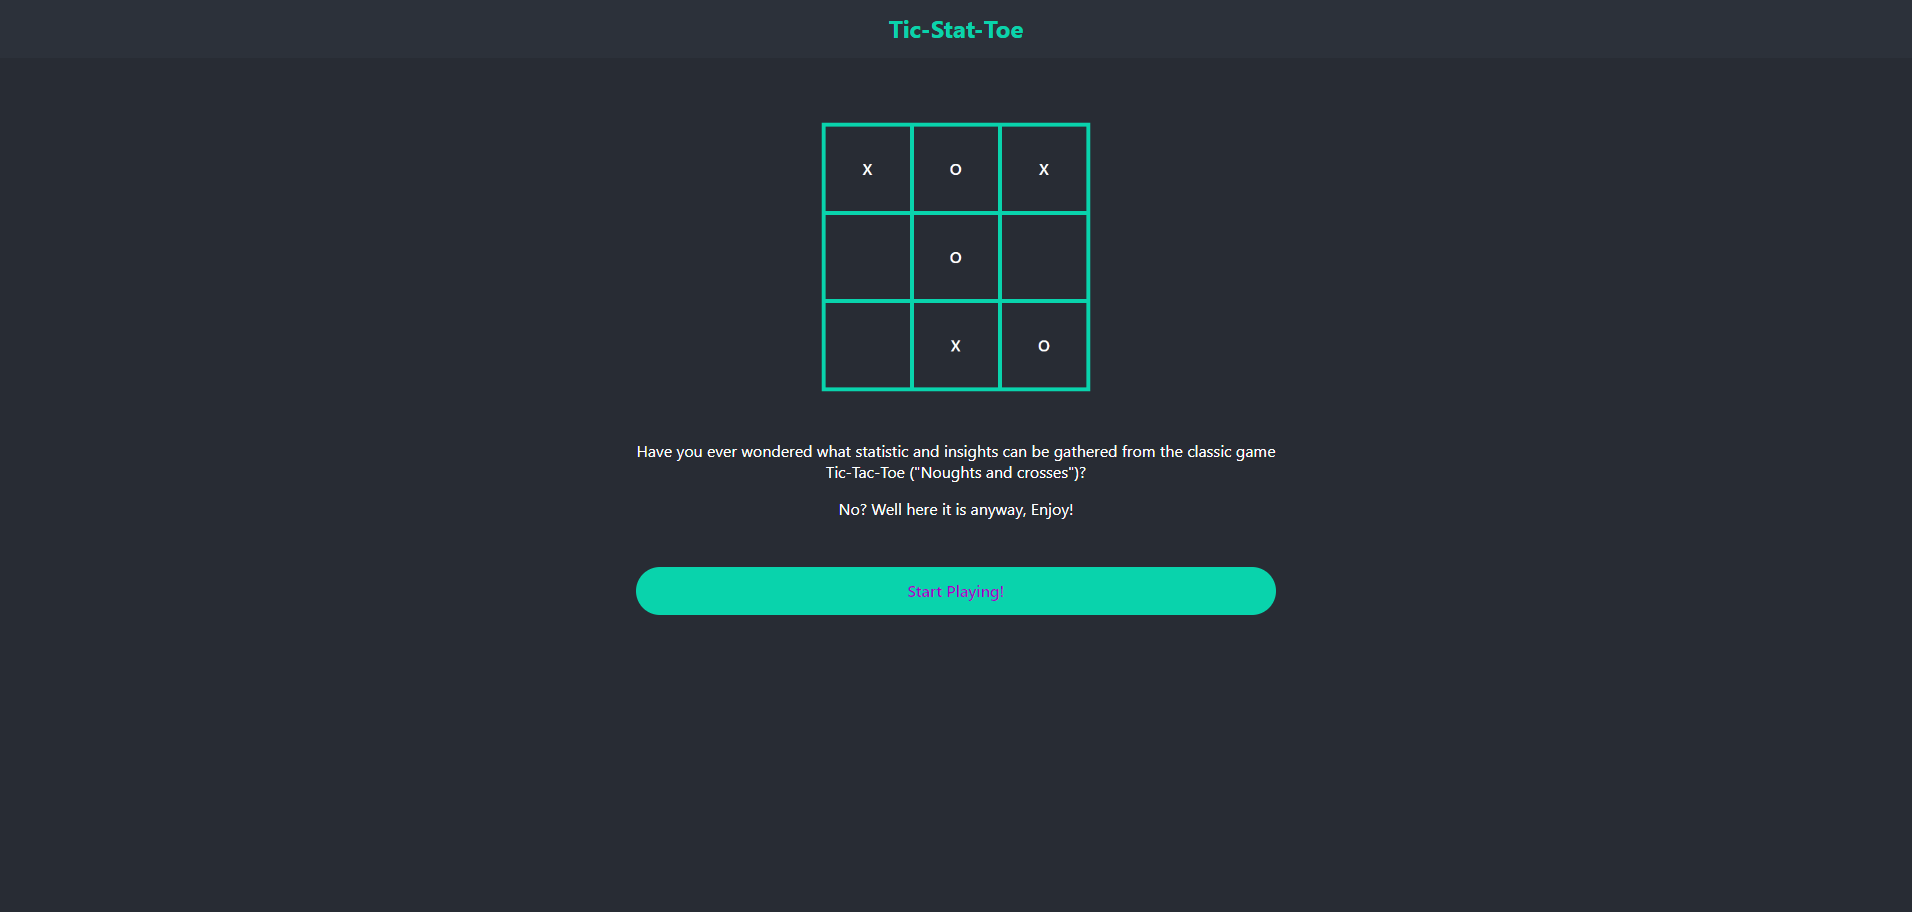 Tic-Stat-Toe
X O X
O
X O
Have you ever wondered what statistic and insights can be gathered from the classic game
Tic-Tac-Toe ("Noughts and crosses")?
No? Well here it is anyway, Enjoy!
Start Playing!